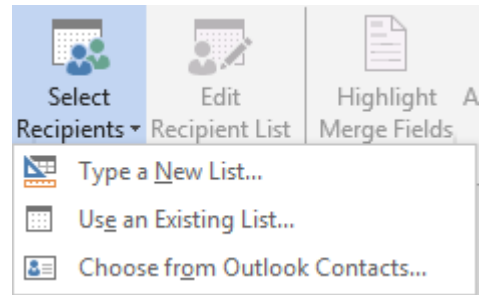 Select Edit Highlight A
Recipients Recipient List Merge Fields
Type a New List...
Use an Existing List...
Choose from Outlook Contacts...